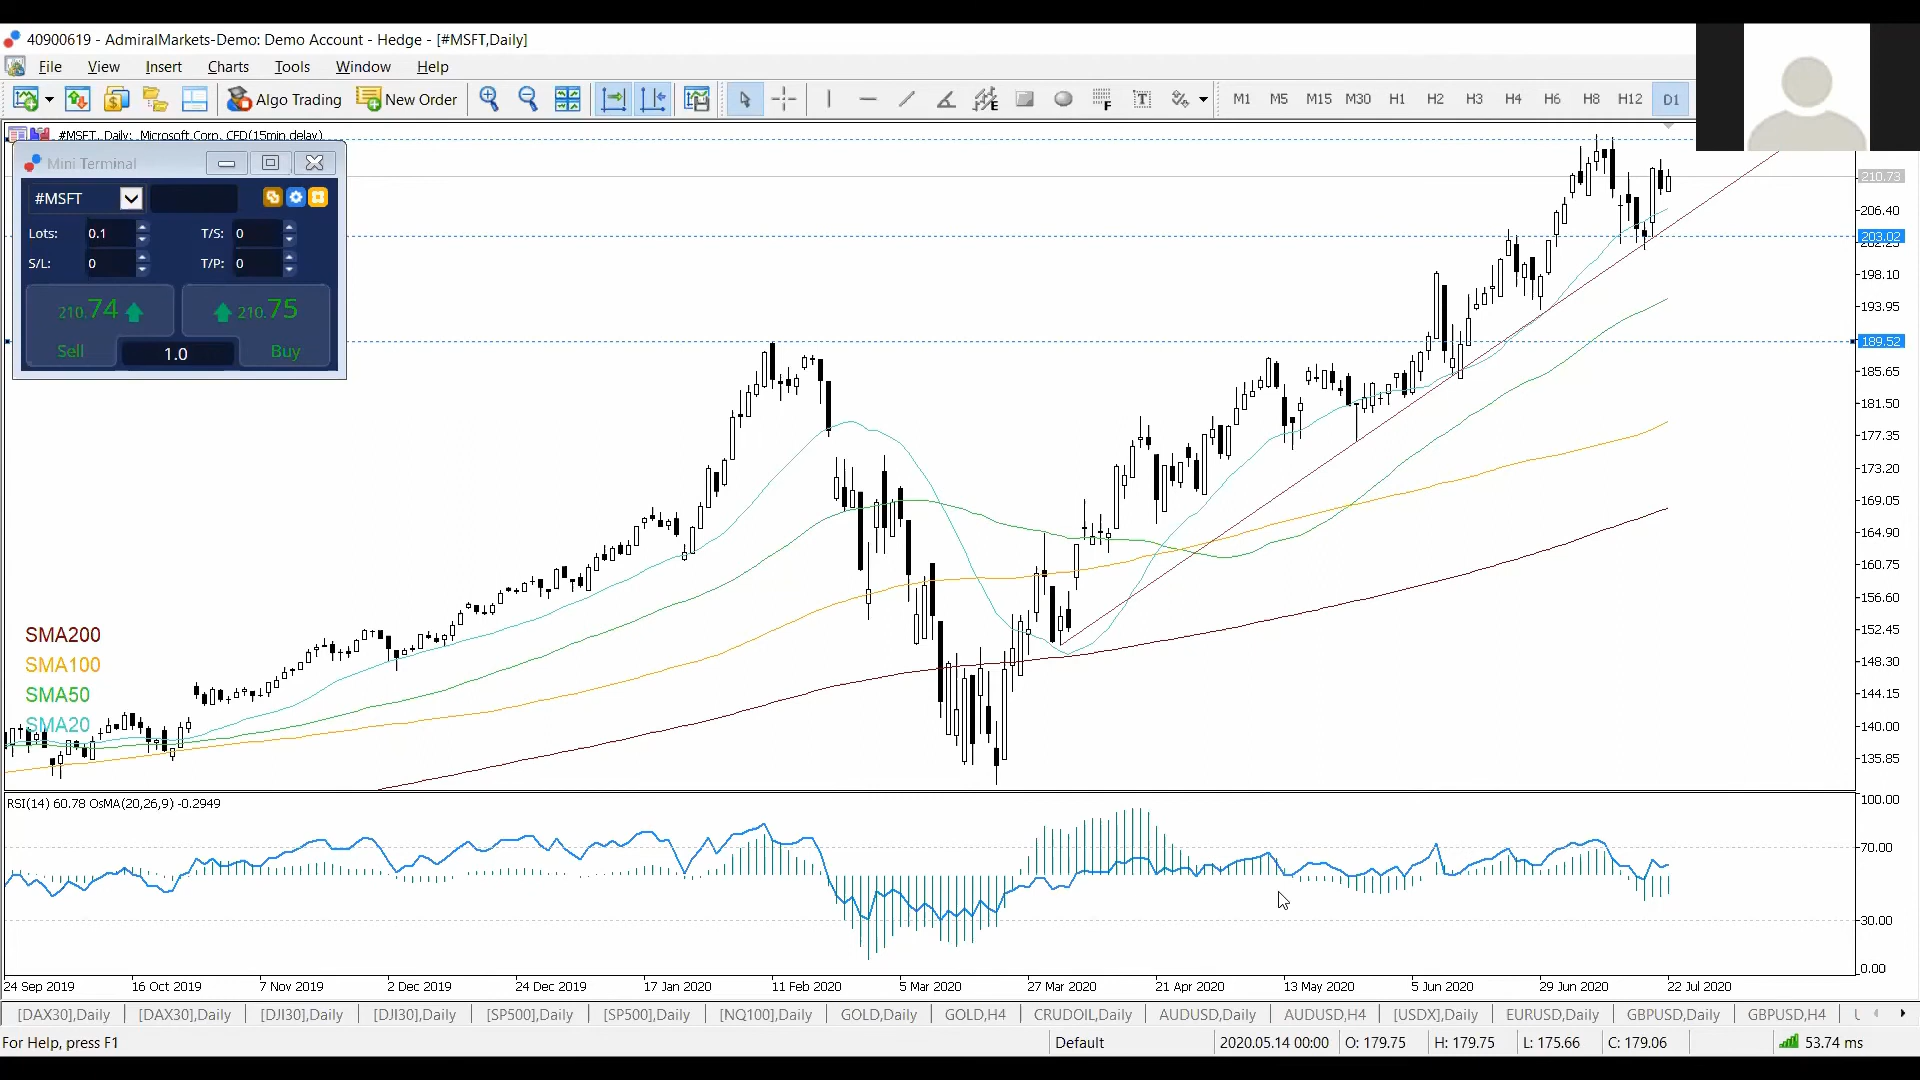 40900619 - AdmiralMarkets-Demo: Demo Account - Hedge - [#MSFT,Daily]
File View Insert Charts Tools Window Help
Algo Trading New Order M1 M5 M15 M30 H1 H2 H3 H4 H6 H8 H12 D1
#MSFT, Daily: Microsoft Corp. CFD(15min delay)
Mini Terminal
#MSFT
Lots: 0.1 T/S: 0
S/L: 0 T/P: 0
210.74 210.75
Sell 1.0 Buy
210.73
206.40
203.02
198.10
193.95
189.52
185.65
181.50
177.35
173.20
169.05
164.90
160.75
156.60
152.45
148.30
144.15
140.00
135.85
SMA200
SMA100
SMA50
SMA20
RSI(14) 60.78 OsMA(20,26,9) -0.2949
100.00
70.00
30.00
0.00
24 Sep 2019 16 Oct 2019 7 Nov 2019 2 Dec 2019 24 Dec 2019 17 Jan 2020 11 Feb 2020 5 Mar 2020 27 Mar 2020 21 Apr 2020 13 May 2020 5 Jun 2020 29 Jun 2020 22 Jul 2020
[DAX30],Daily [DAX30],Daily [DJI30],Daily [DJI30],Daily [SP500],Daily [SP500],Daily [NQ100],Daily GOLD,Daily GOLD,H4 CRUDOIL,Daily AUDUSD,Daily AUDUSD,H4 [USDX],Daily EURUSD,Daily GBPUSD,Daily GBPUSD,H4
For Help, press F1 Default 2020.05.14 00:00 O: 179.75 H: 179.75 L: 175.66 C: 179.06 53.74 ms